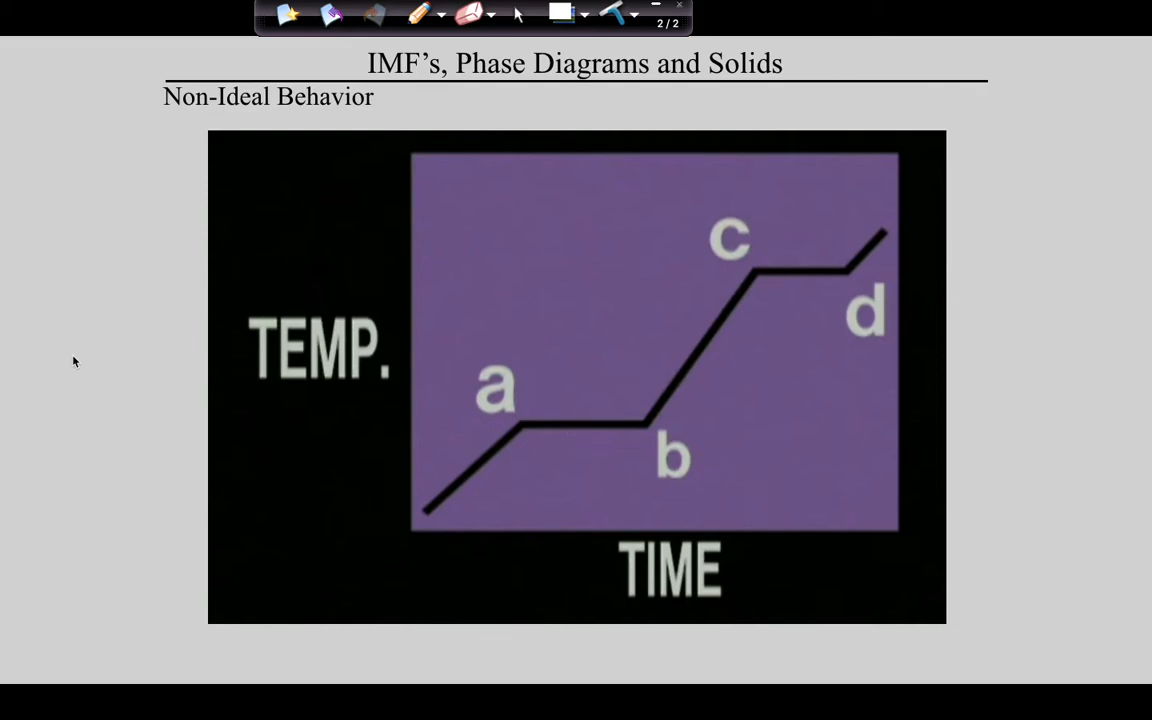 2 / 2
IMF's, Phase Diagrams and Solids
Non-Ideal Behavior
c
d
TEMP.
a
b
TIME